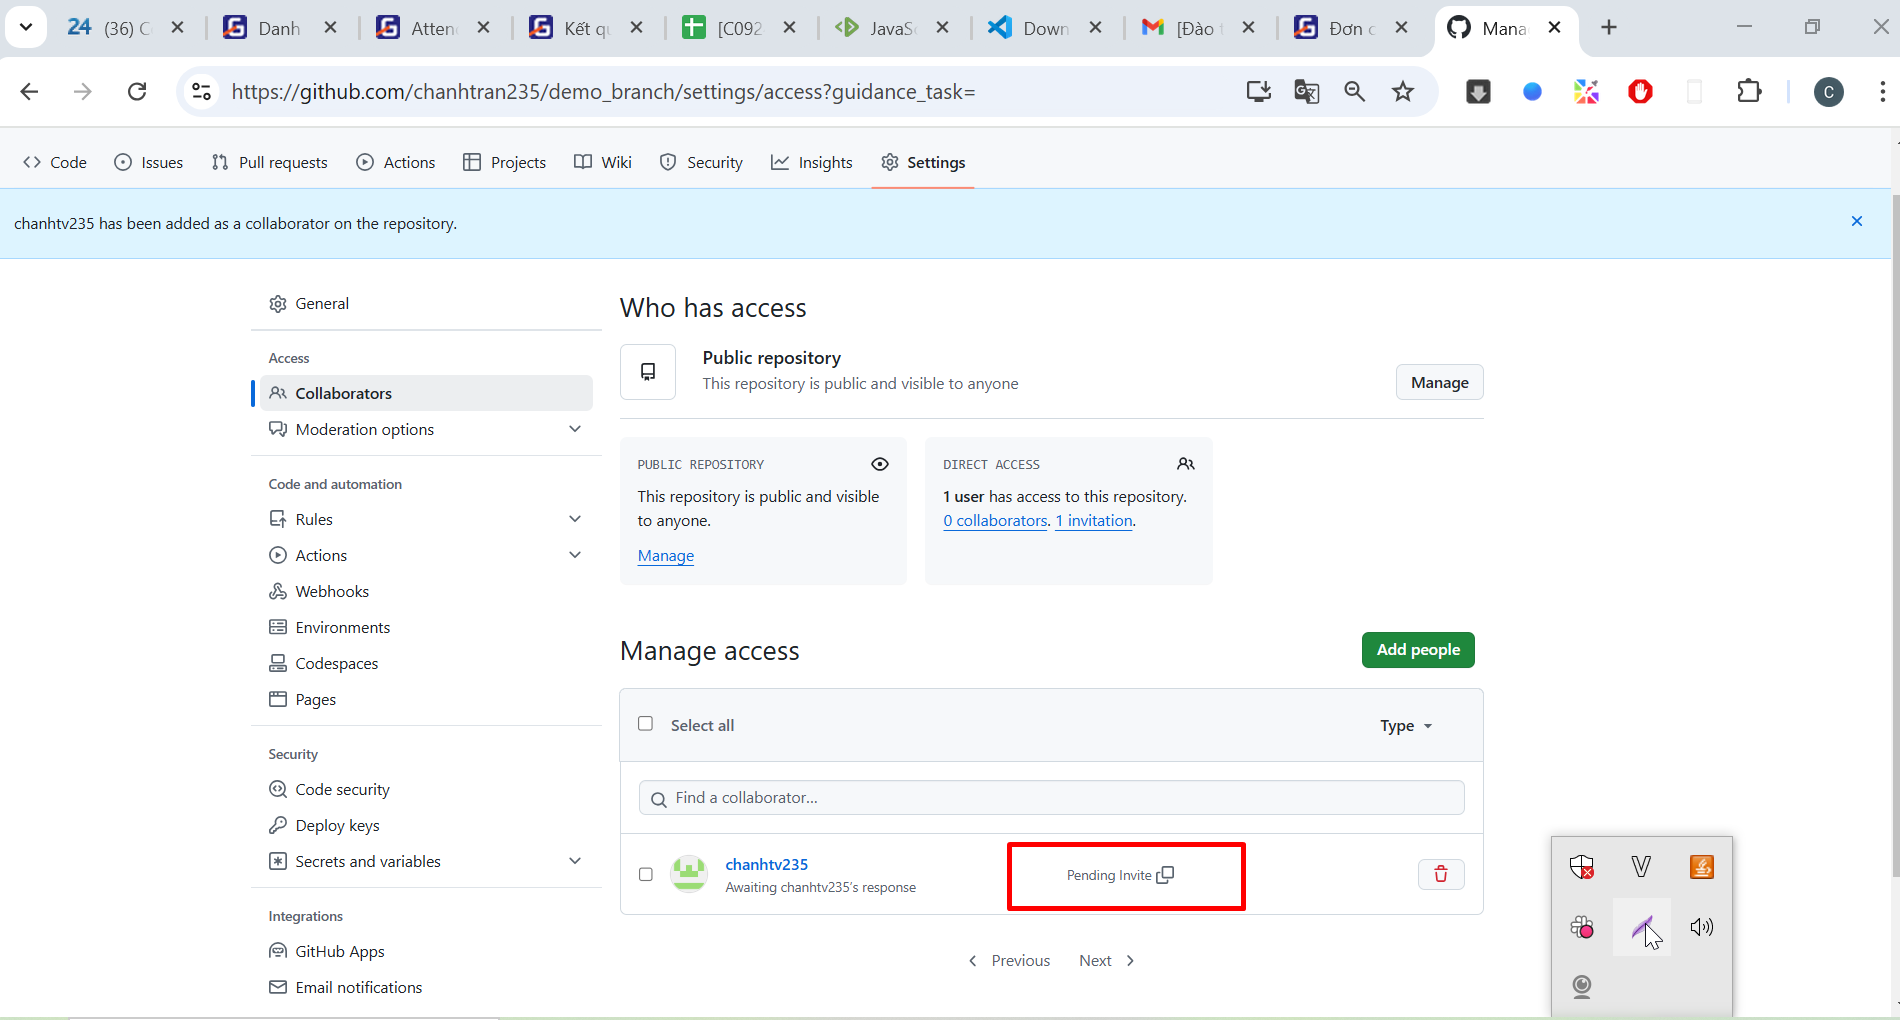 24 (36) C
Danh
Atten
Kết qu
[C092
JavaSc
Down
[Đào t
Đơn c
Mana
https://github.com/chanhtran235/demo_branch/settings/access?guidance_task=
C
Code Issues Pull requests Actions Projects Wiki Security Insights Settings
chanhtv235 has been added as a collaborator on the repository.
General
Access
Collaborators
Moderation options
Code and automation
Rules
Actions
Webhooks
Environments
Codespaces
Pages
Security
Code security
Deploy keys
Secrets and variables
Integrations
GitHub Apps
Email notifications
Who has access
Public repository
This repository is public and visible to anyone
Manage
PUBLIC REPOSITORY
This repository is public and visible
to anyone.
Manage
DIRECT ACCESS
1 user has access to this repository.
0 collaborators. 1 invitation.
Manage access
Add people
Select all
Type
Find a collaborator...
chanhtv235
Awaiting chanhtv235's response
Pending Invite
Previous Next